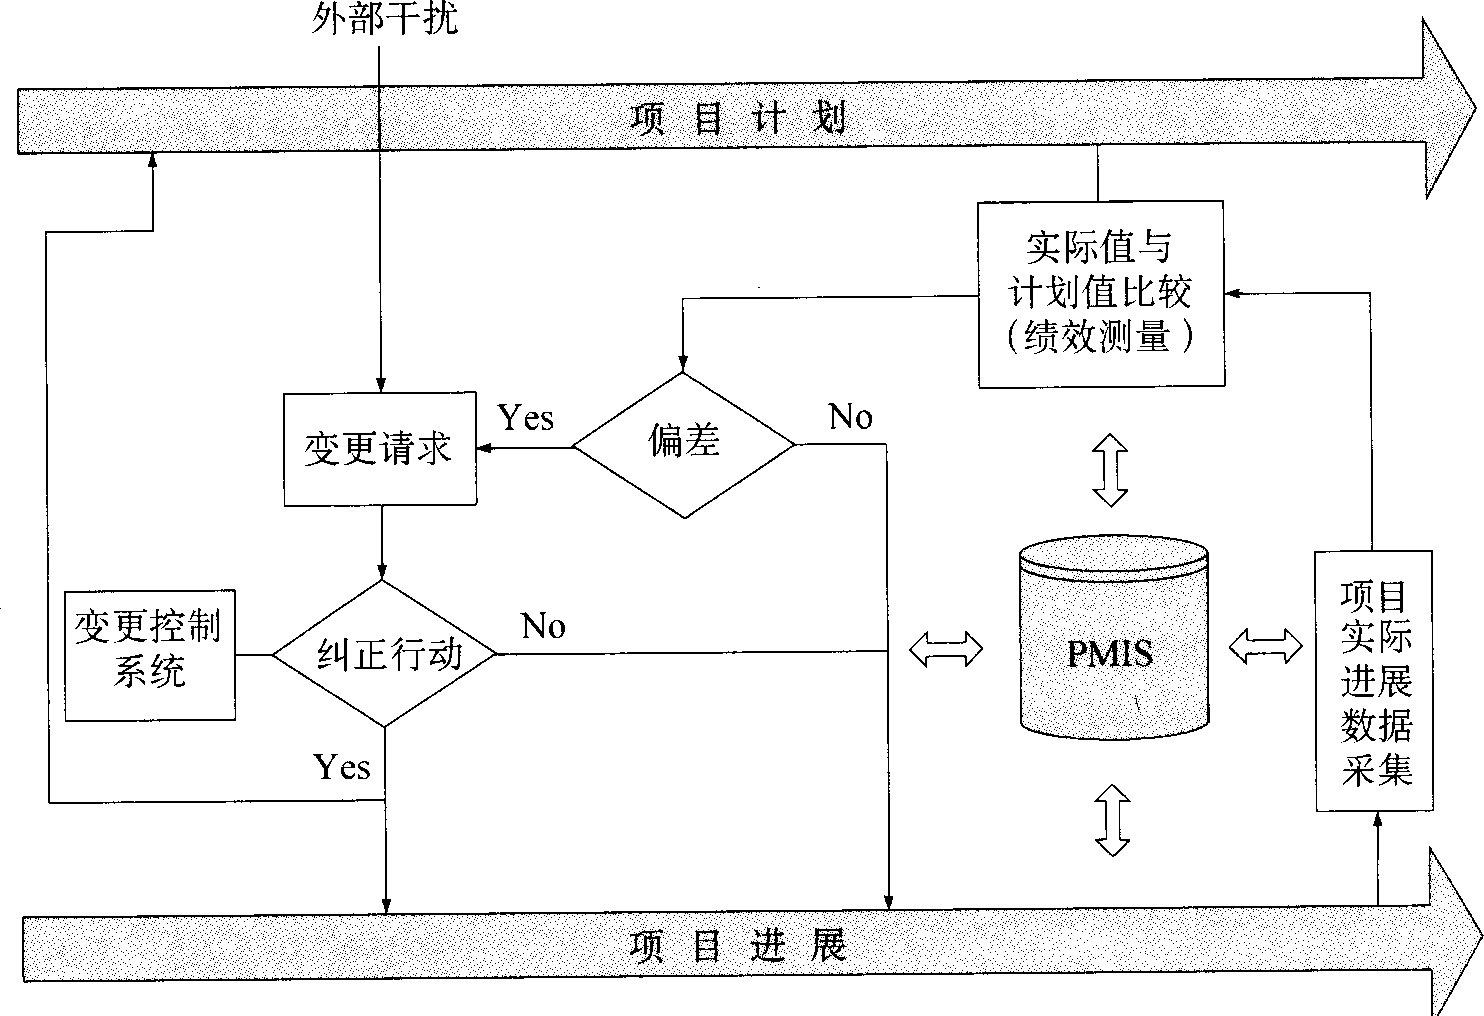 外部干扰
项目计划
实际值与
计划值比较
（绩效测量）
Yes
偏差
No
变更请求
变更控制
系统
纠正行动
No
Yes
PMIS
项目
实际
进展
数据
采集
项目进展